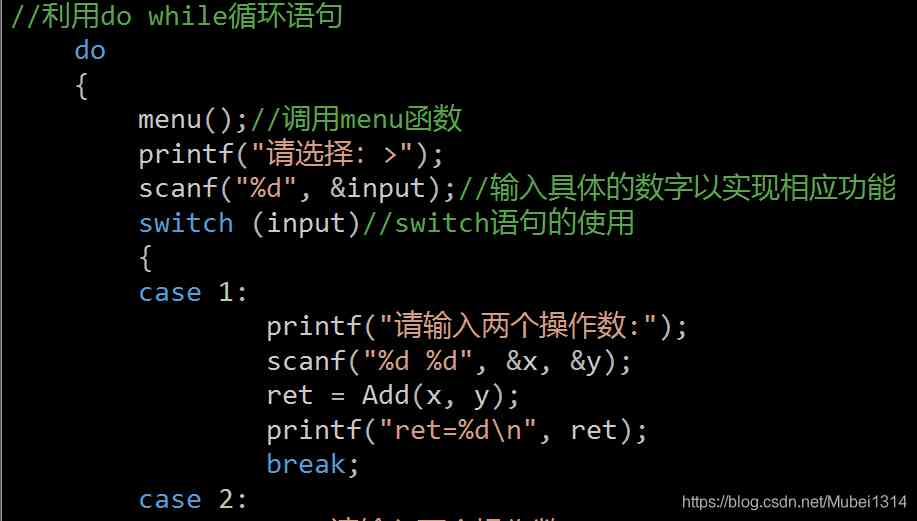 //利用do while循环语句
do
{
menu();//调用menu函数
printf("请选择: >");
scanf("%d", &input);//输入具体的数字以实现相应功能
switch (input)//switch语句的使用
{
case 1:
printf("请输入两个操作数:");
scanf("%d %d", &x, &y);
ret = Add(x, y);
printf("ret=%d\n", ret);
break;
case 2:
https://blog.csdn.net/Mubei1314